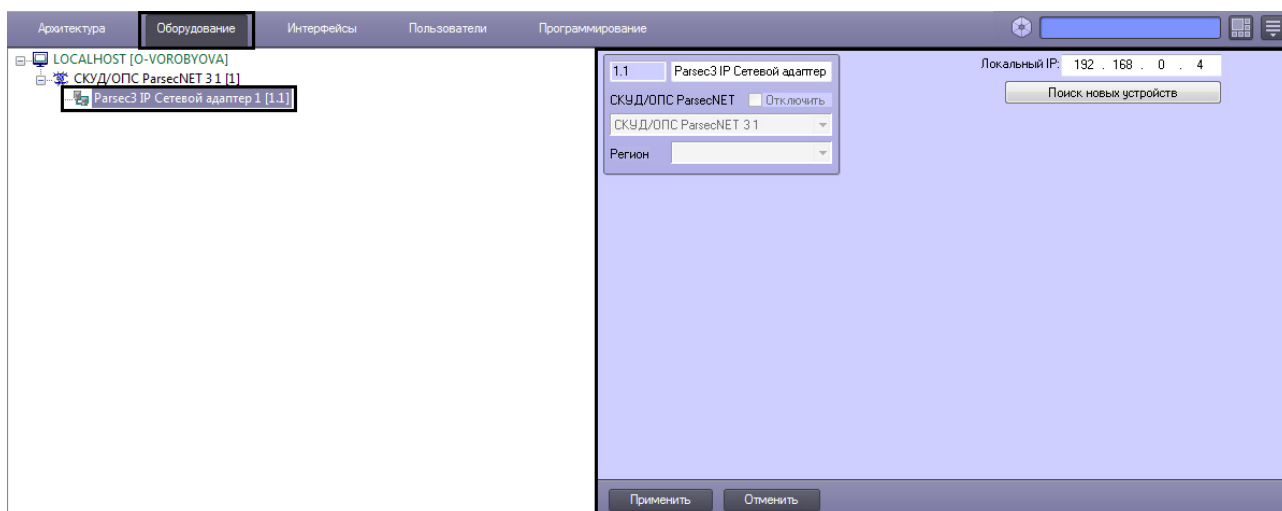 Архитектура Оборудование Интерфейсы Пользователи Программирование
LOCALHOST [O-VOROBYOVA]
СКУД/ОПС ParsecNET 3 1 [1]
Parsec3 IP Сетевой адаптер 1 [1.1]
1.1 Parsec3 IP Сетевой адаптер
СКУД/ОПС ParsecNET Отключить
СКУД/ОПС ParsecNET 3 1
Регион
Локальный IP: 192 . 168 . 0 . 4
Поиск новых устройств
Применить Отменить